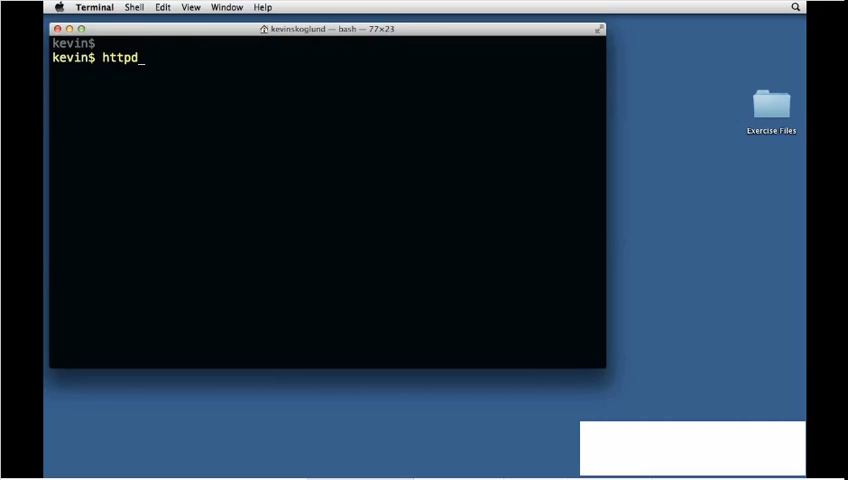 Terminal Shell Edit View Window Help
kevinskoglund — bash — 77×23
kevin$
kevin$ httpd_
Exercise Files